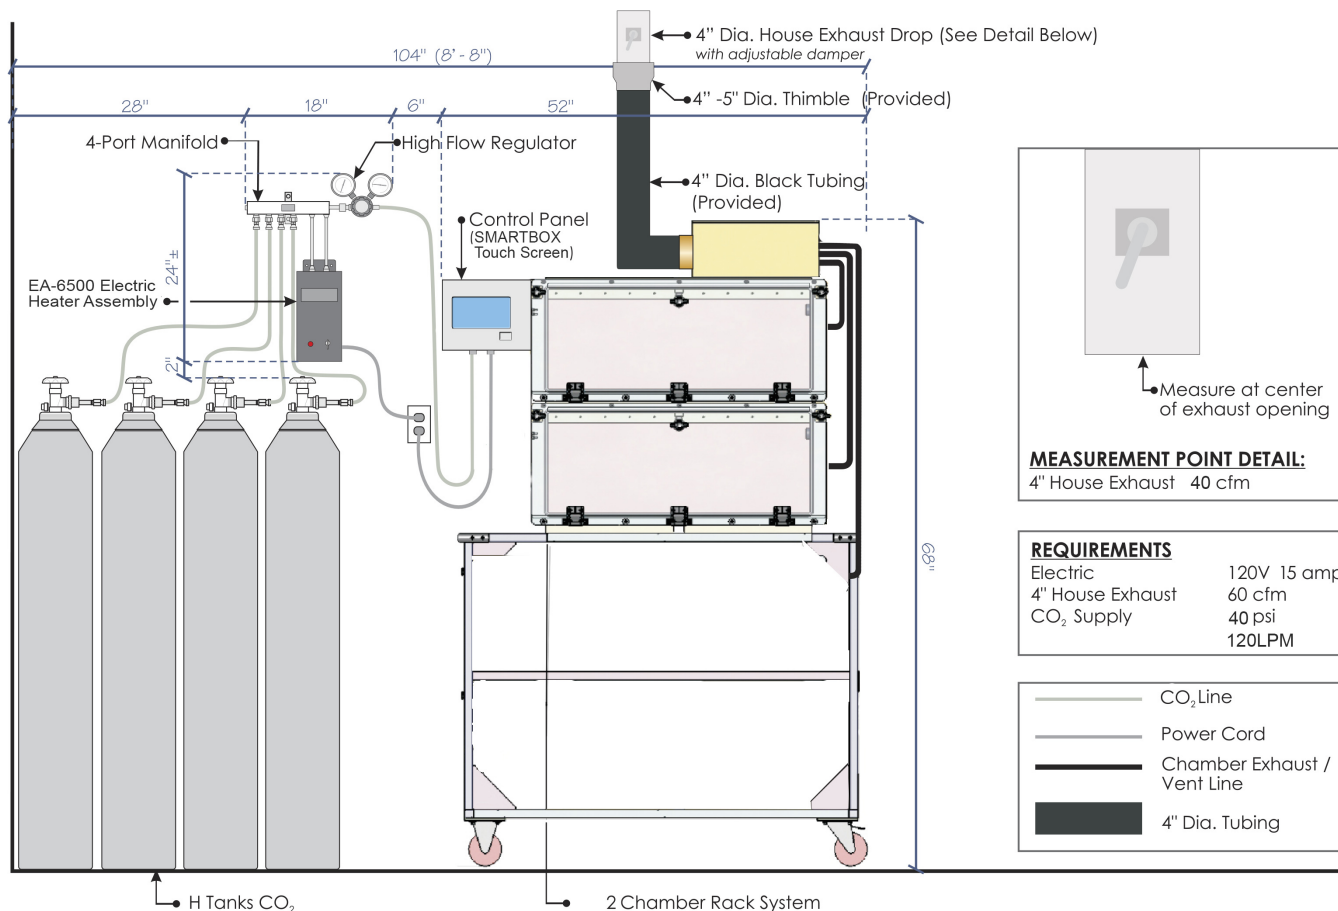 4” Dia. House Exhaust Drop (See Detail Below)
with adjustable damper
104" (8' - 8")
28"
18"
6"
52"
4” -5" Dia. Thimble (Provided)
4-Port Manifold
High Flow Regulator
4” Dia. Black Tubing
(Provided)
Control Panel
(SMARTBOX
Touch Screen)
24"±
EA-6500 Electric
Heater Assembly
2"
68"
Measure at center
of exhaust opening
MEASUREMENT POINT DETAIL:
4" House Exhaust 40 cfm
REQUIREMENTS
Electric 120V 15 amp
4" House Exhaust 60 cfm
CO₂ Supply 40 psi
120LPM
CO₂ Line
Power Cord
Chamber Exhaust /
Vent Line
4" Dia. Tubing
H Tanks CO₂
2 Chamber Rack System